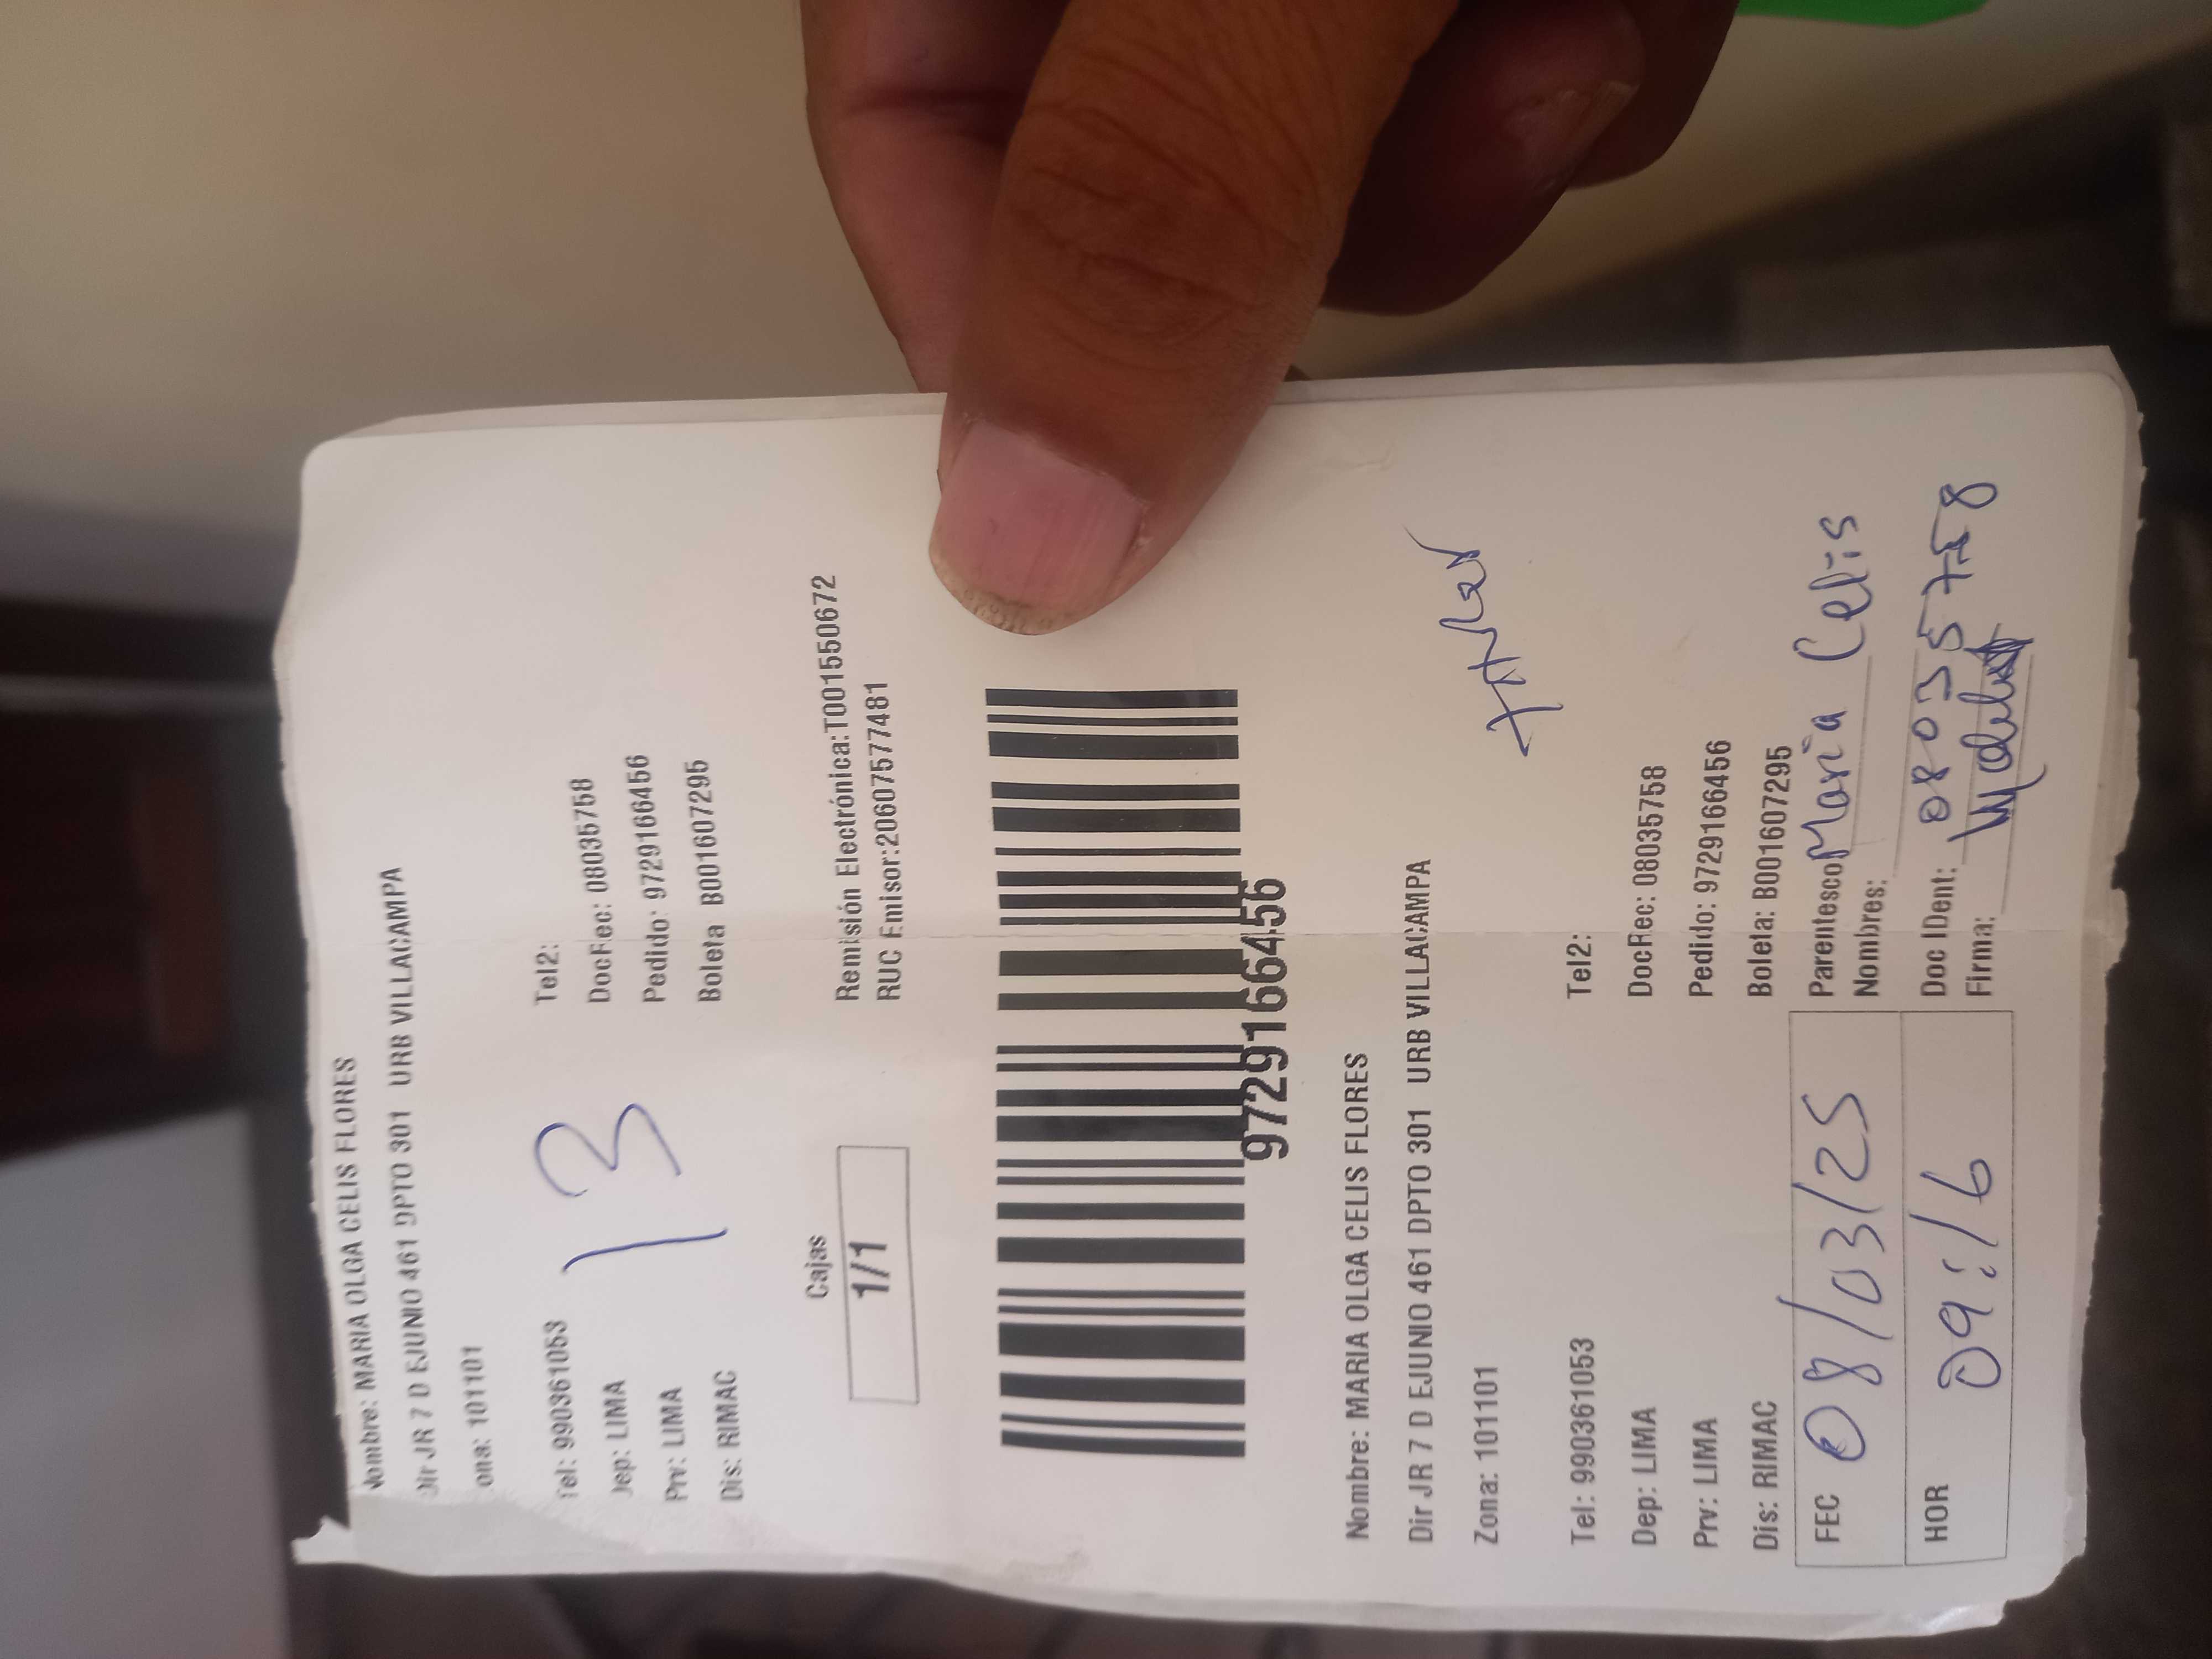 Nombre: MARIA OLGA CELIS FLORES
Dir JR 7 D EJUNIO 461 DPTO 301 URB VILLACAMPA
ona: 101101
Tel: 990361053 Tel2:
Dep: LIMA DocRec: 08035758
Prv: LIMA Pedido: 9729166456
Dis: RIMAC Boleta B001607295
13
Cajas
1/1
Remisión Electrónica:T001550672
RUC Emisor:20607577481
9729166456
Nombre: MARIA OLGA CELIS FLORES
Dir JR 7 D EJUNIO 461 DPTO 301 URB VILLACAMPA
Zona: 101101
Titular
Tel: 990361053 Tel2:
Dep: LIMA DocRec: 08035758
Prv: LIMA Pedido: 9729166456
Dis: RIMAC Boleta: B001607295
FEC 08/03/25 Parentesco
Nombres: Maria Celis
HOR 09:16 Doc IDent: 08035758
Firma: